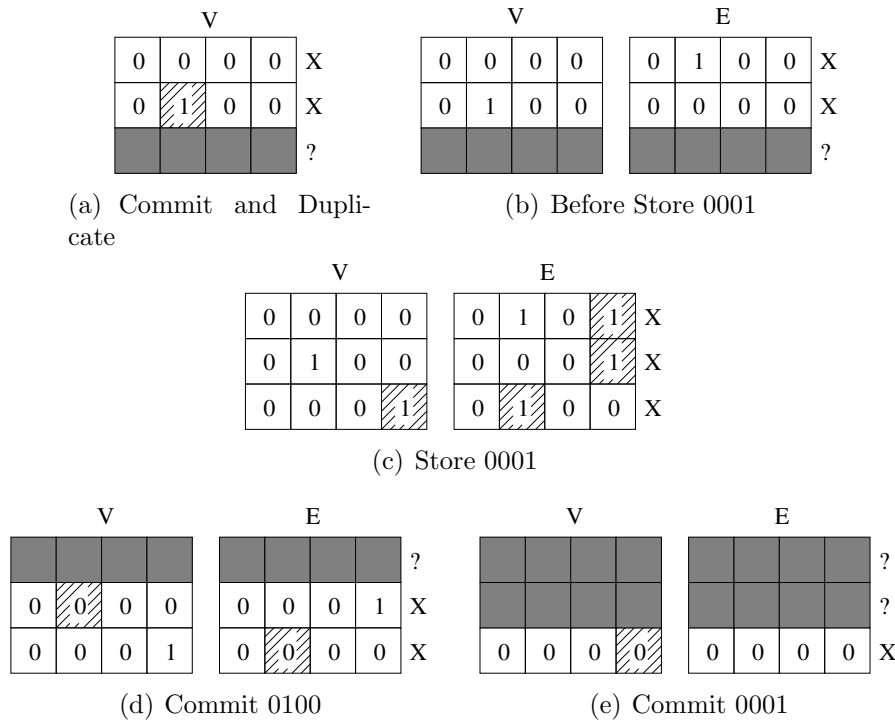 V
0 0 0 0 X
0 1 0 0 X
?
(a) Commit and Dupli-
cate
V E
0 0 0 0 0 1 0 0 X
0 1 0 0 0 0 0 0 X
?
(b) Before Store 0001
V E
0 0 0 0 0 1 0 1 X
0 1 0 0 0 0 0 1 X
0 0 0 1 0 1 0 0 X
(c) Store 0001
V E
?
0 0 0 0 0 0 0 1 X
0 0 0 1 0 0 0 0 X
(d) Commit 0100
V E
?
?
0 0 0 0 0 0 0 0 X
(e) Commit 0001